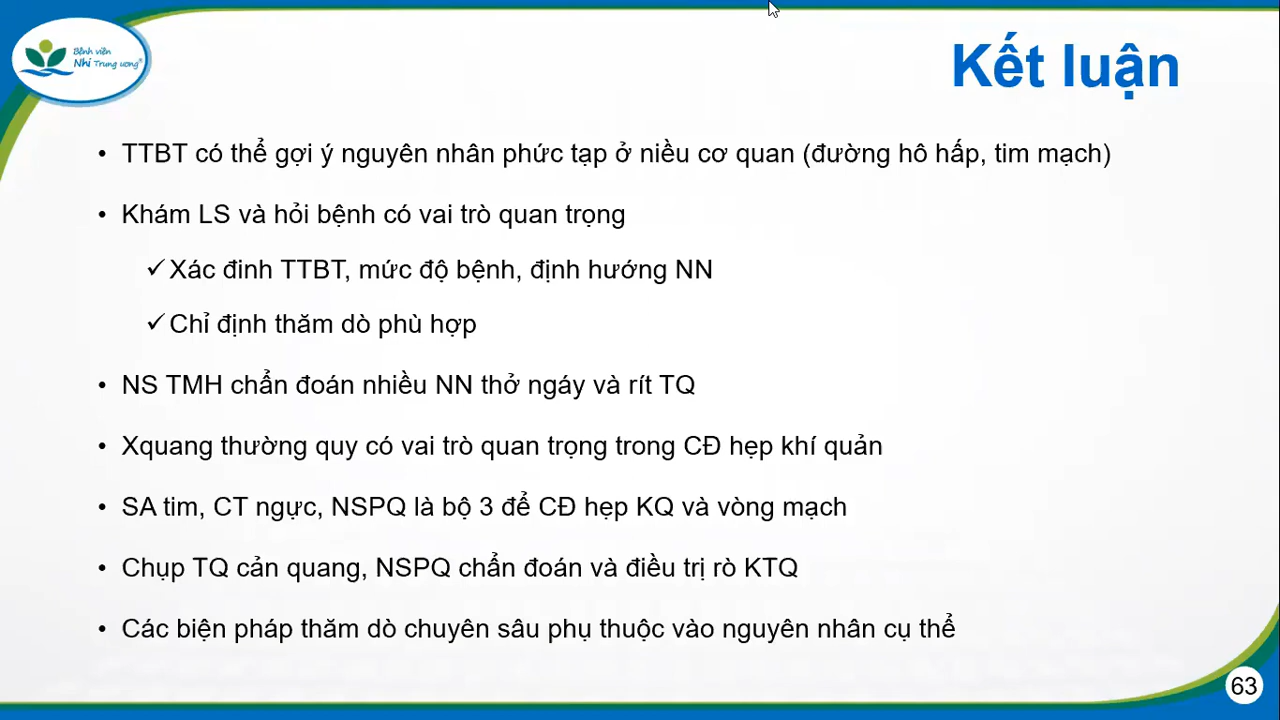 Bệnh viện
Nhi Trung ương®
Kết luận
• TTBT có thể gợi ý nguyên nhân phức tạp ở niều cơ quan (đường hô hấp, tim mạch)
• Khám LS và hỏi bệnh có vai trò quan trọng
✓ Xác đinh TTBT, mức độ bệnh, định hướng NN
✓ Chỉ định thăm dò phù hợp
• NS TMH chẩn đoán nhiều NN thở ngáy và rít TQ
• Xquang thường quy có vai trò quan trọng trong CĐ hẹp khí quản
• SA tim, CT ngực, NSPQ là bộ 3 để CĐ hẹp KQ và vòng mạch
• Chụp TQ cản quang, NSPQ chẩn đoán và điều trị rò KTQ
• Các biện pháp thăm dò chuyên sâu phụ thuộc vào nguyên nhân cụ thể
63